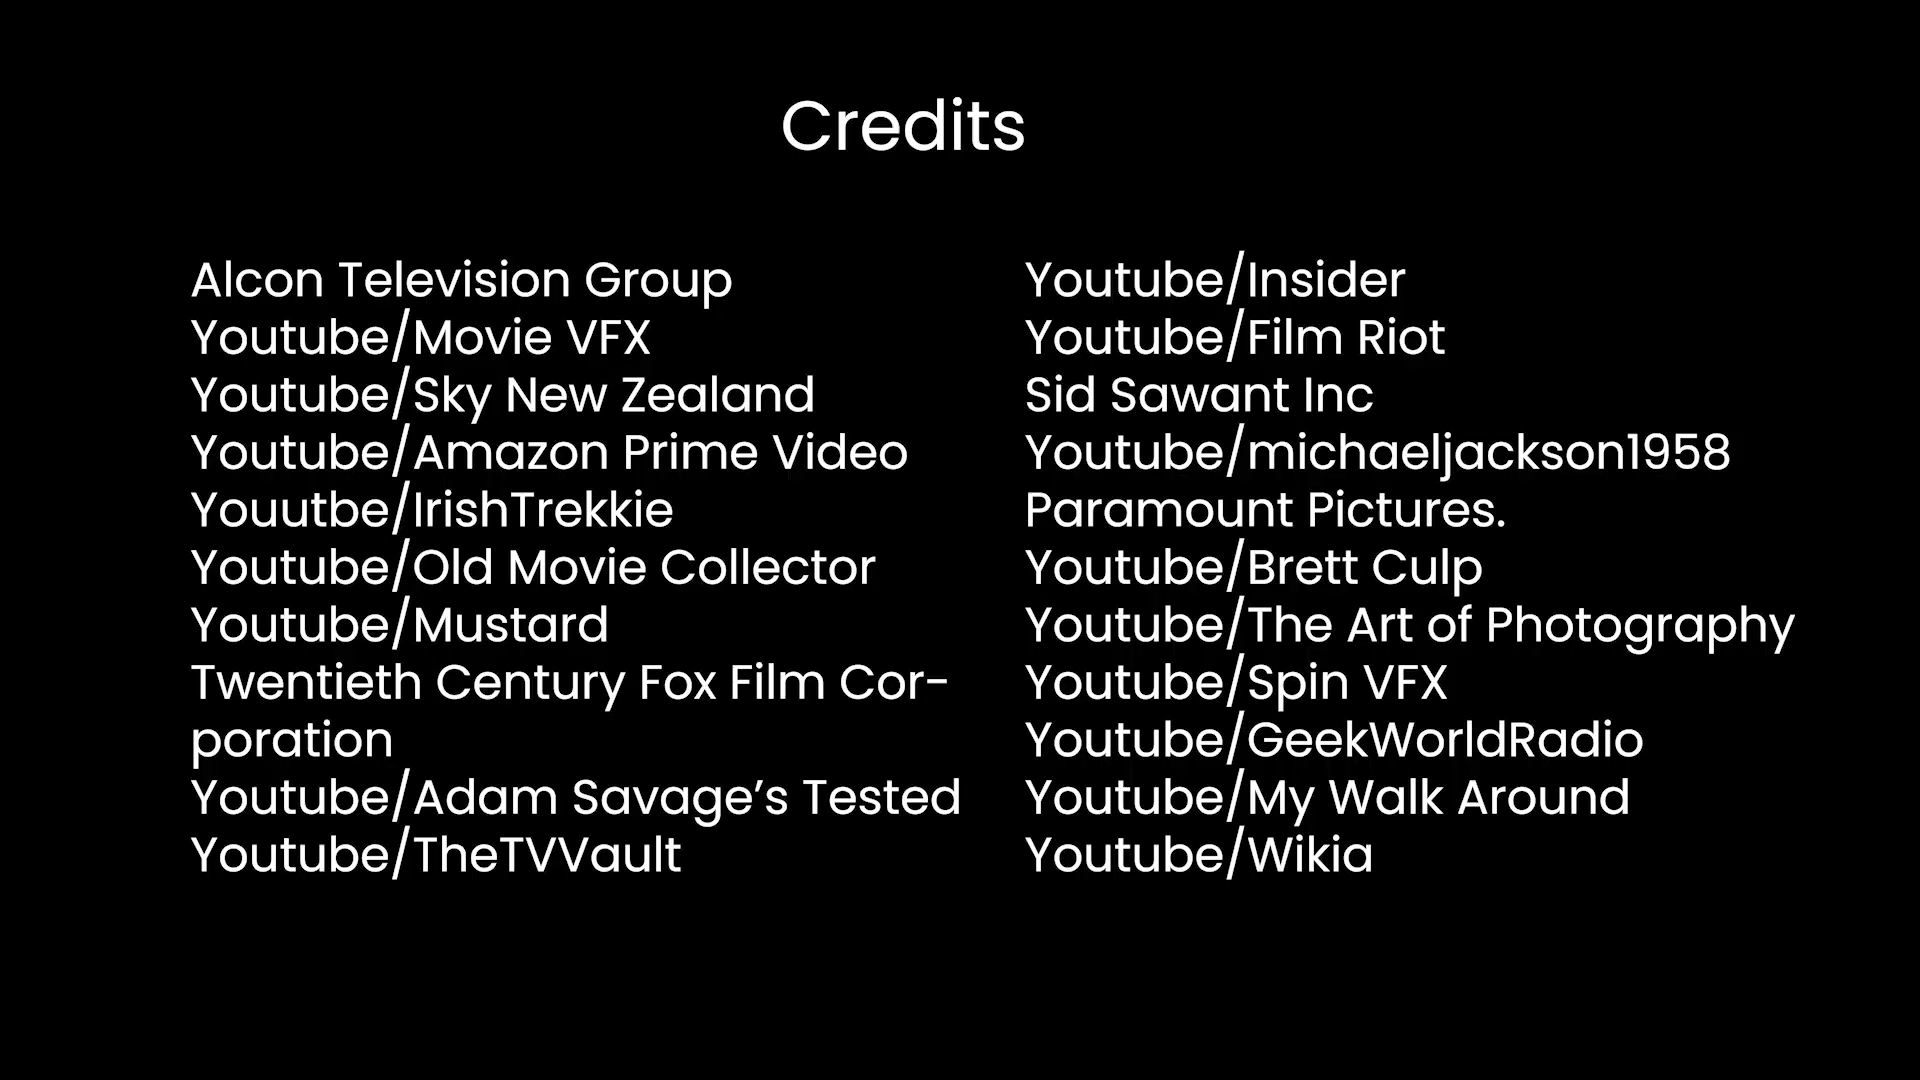 Credits
Alcon Television Group
Youtube/Movie VFX
Youtube/Sky New Zealand
Youtube/Amazon Prime Video
Youutbe/IrishTrekkie
Youtube/Old Movie Collector
Youtube/Mustard
Twentieth Century Fox Film Cor-
poration
Youtube/Adam Savage’s Tested
Youtube/TheTVVault
Youtube/Insider
Youtube/Film Riot
Sid Sawant Inc
Youtube/michaeljackson1958
Paramount Pictures.
Youtube/Brett Culp
Youtube/The Art of Photography
Youtube/Spin VFX
Youtube/GeekWorldRadio
Youtube/My Walk Around
Youtube/Wikia